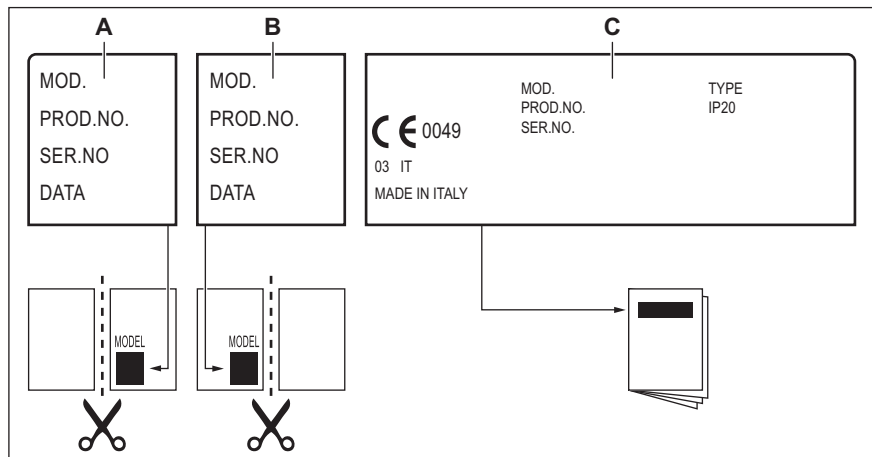 A
B
C
MOD.
PROD.NO.
SER.NO
DATA
MOD.
PROD.NO.
SER.NO
DATA
MOD.
PROD.NO.
SER.NO.
TYPE
IP20
CE 0049
03 IT
MADE IN ITALY
MODEL
MODEL